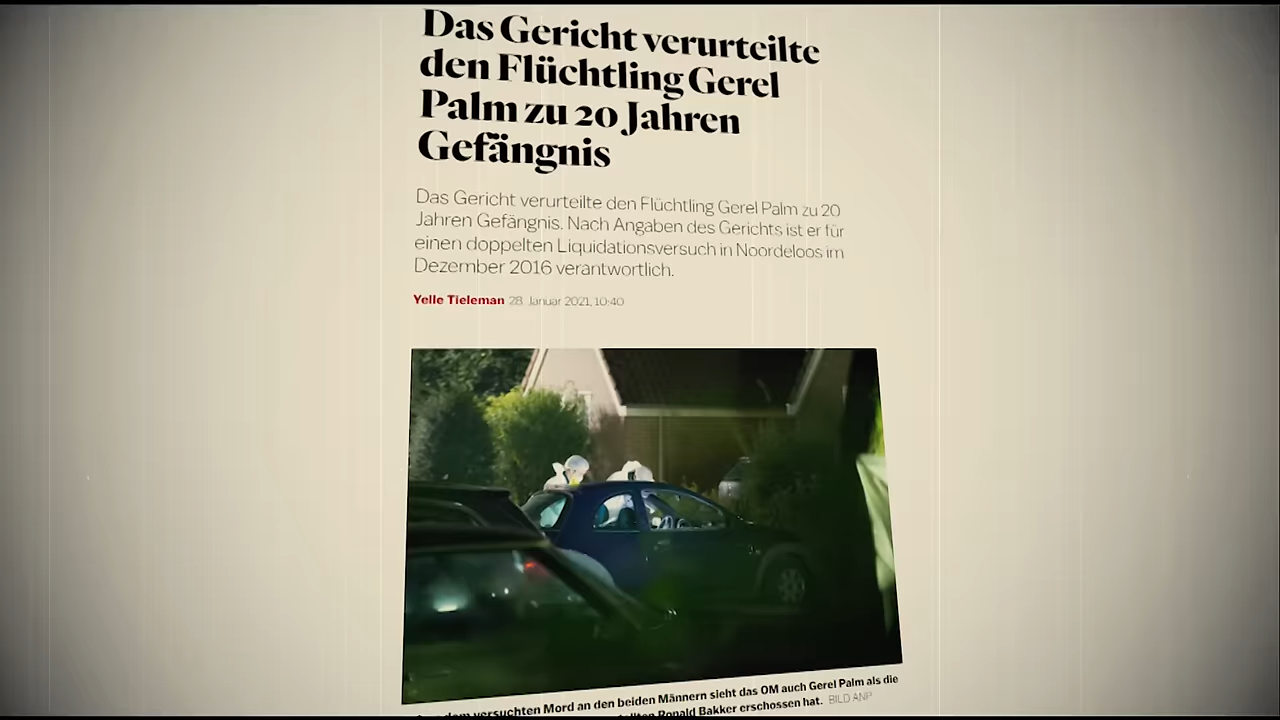 Das Gericht verurteilte
den Flüchtling Gerel
Palm zu 20 Jahren
Gefängnis
Das Gericht verurteilte den Flüchtling Gerel Palm zu 20
Jahren Gefängnis. Nach Angaben des Gerichts ist er für
einen doppelten Liquidationsversuch in Noordeloos im
Dezember 2016 verantwortlich.
Yelle Tieleman 28. Januar 2021, 10:40
dem versuchten Mord an den beiden Männern sieht das OM auch Gerel Palm als die
Ronald Bakker erschossen hat. BILD ANP